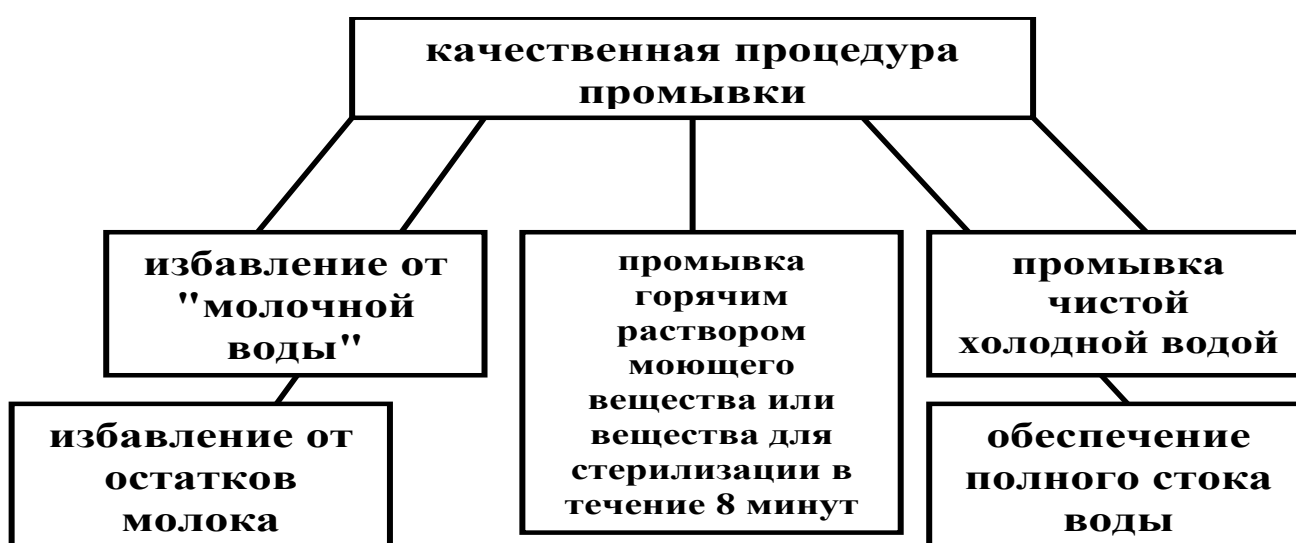 качественная процедура
промывки
избавление от
"молочной
воды"
промывка
горячим
раствором
моющего
вещества или
вещества для
стерилизации в
течение 8 минут
промывка
чистой
холодной водой
избавление от
остатков
молока
обеспечение
полного стока
воды